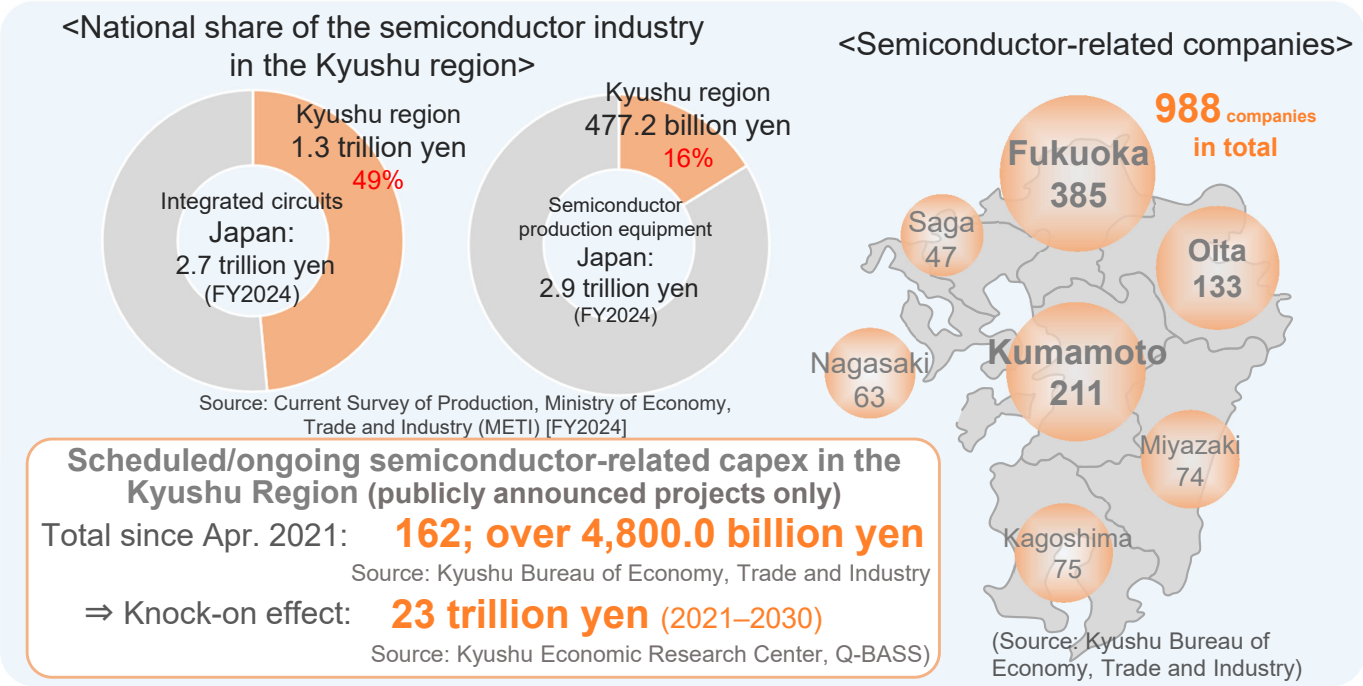 <National share of the semiconductor industry
in the Kyushu region>
Kyushu region
1.3 trillion yen
49%
Integrated circuits
Japan:
2.7 trillion yen
(FY2024)
Kyushu region
477.2 billion yen
16%
Semiconductor
production equipment
Japan:
2.9 trillion yen
(FY2024)
Source: Current Survey of Production, Ministry of Economy,
Trade and Industry (METI) [FY2024]
Scheduled/ongoing semiconductor-related capex in the
Kyushu Region (publicly announced projects only)
Total since Apr. 2021: 162; over 4,800.0 billion yen
Source: Kyushu Bureau of Economy, Trade and Industry
⇒ Knock-on effect: 23 trillion yen (2021–2030)
Source: Kyushu Economic Research Center, Q-BASS)
<Semiconductor-related companies>
988 companies
in total
Fukuoka
385
Saga
47
Oita
133
Nagasaki
63
Kumamoto
211
Miyazaki
74
Kagoshima
75
(Source: Kyushu Bureau of
Economy, Trade and Industry)